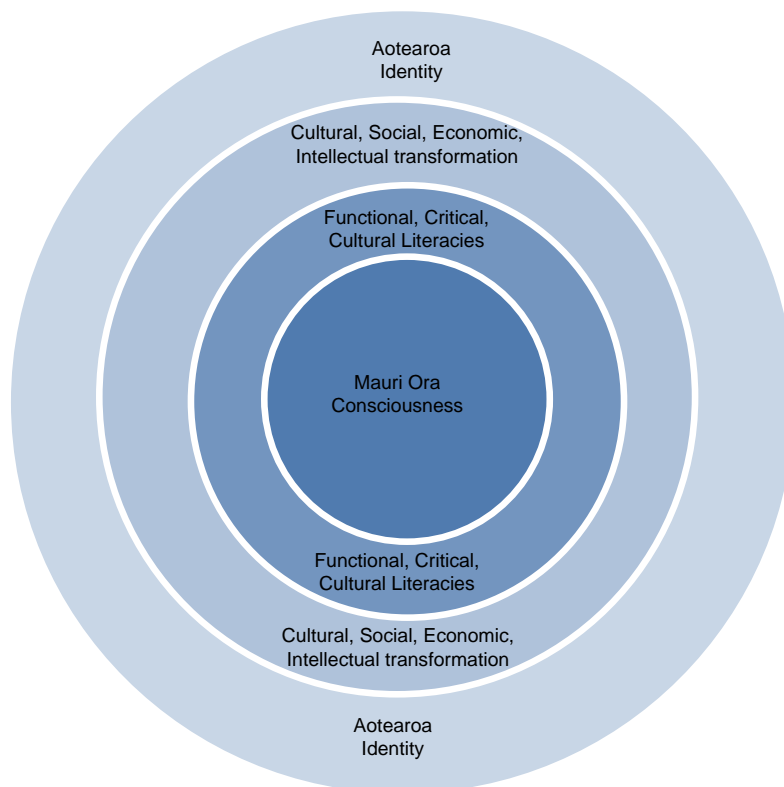 Aotearoa
Identity
Cultural, Social, Economic,
Intellectual transformation
Functional, Critical,
Cultural Literacies
Mauri Ora
Consciousness
Functional, Critical,
Cultural Literacies
Cultural, Social, Economic,
Intellectual transformation
Aotearoa
Identity